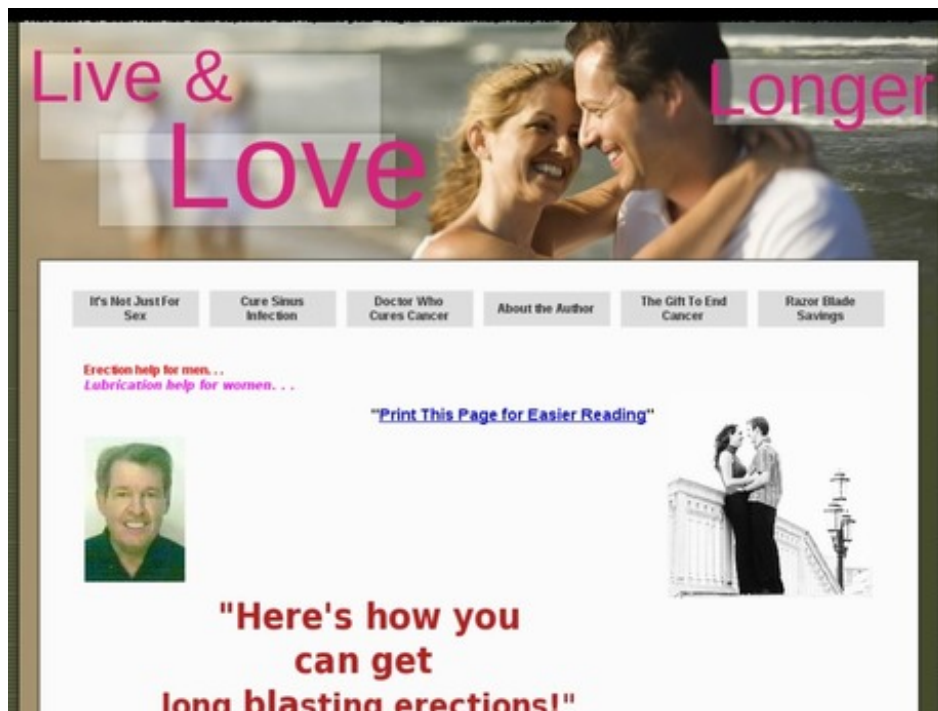 Live &
Love
Longer
It's Not Just For
Sex
Cure Sinus
Infection
Doctor Who
Cures Cancer
About the Author
The Gift To End
Cancer
Razor Blade
Savings
Erection help for men. . .
Lubrication help for women. . .
"Print This Page for Easier Reading"
"Here's how you
can get
long blasting erections!"